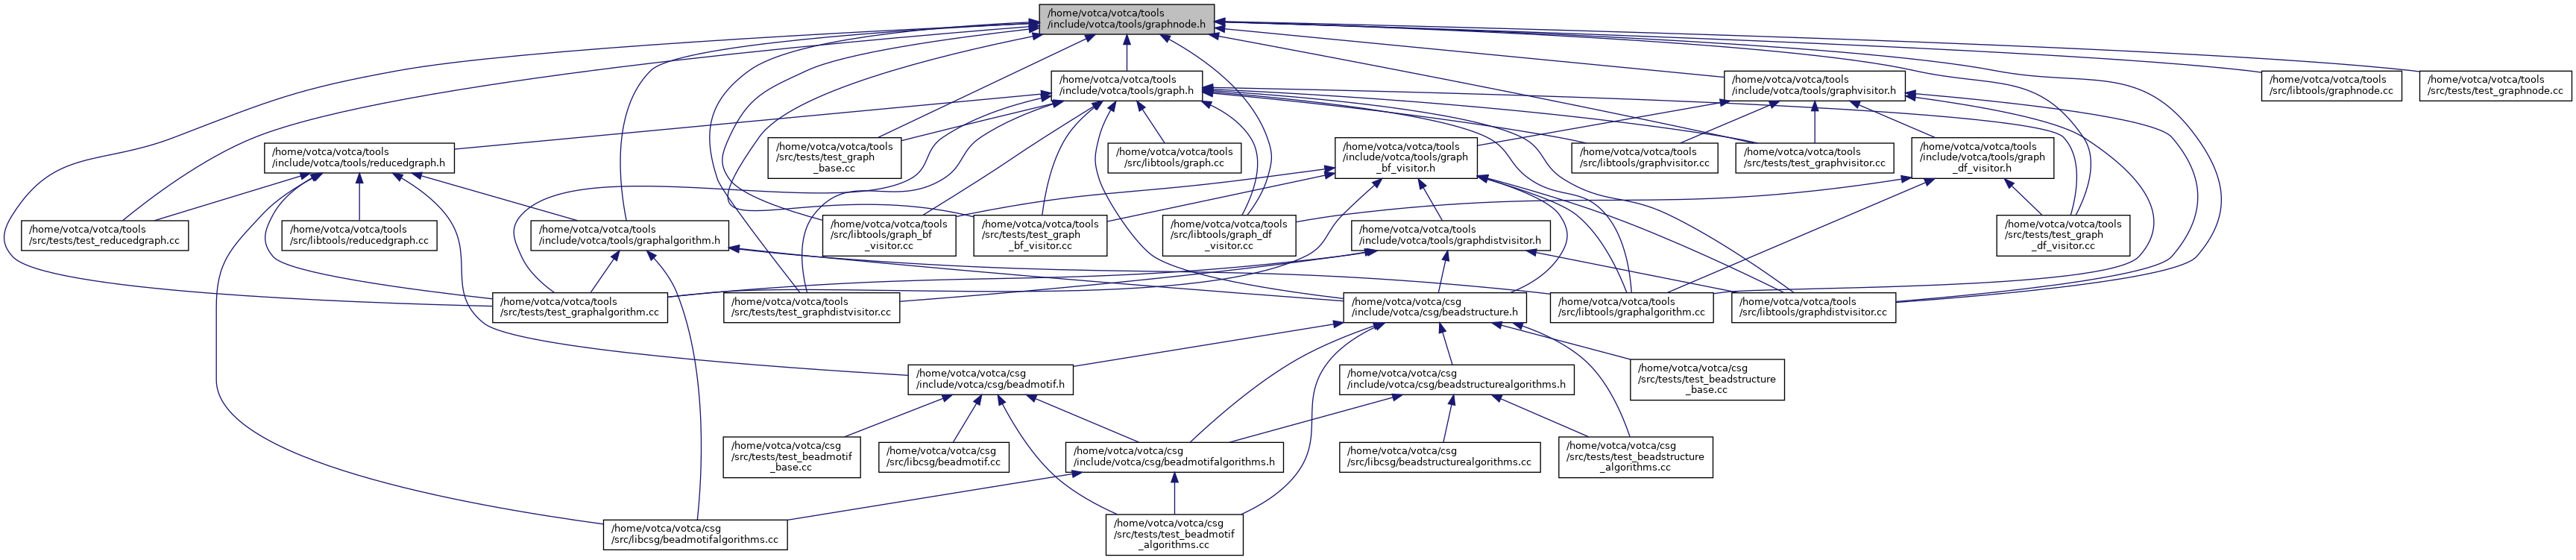 /home/votca/votca/tools
/include/votca/tools/graphnode.h
/home/votca/votca/tools
/include/votca/tools/graph.h
/home/votca/votca/tools
/include/votca/tools/graphvisitor.h
/home/votca/votca/tools
/src/libtools/graphnode.cc
/home/votca/votca/tools
/src/tests/test_graphnode.cc
/home/votca/votca/tools
/include/votca/tools/reducedgraph.h
/home/votca/votca/tools
/src/tests/test_graph
_base.cc
/home/votca/votca/tools
/src/libtools/graph.cc
/home/votca/votca/tools
/include/votca/tools/graph
_bf_visitor.h
/home/votca/votca/tools
/src/libtools/graphvisitor.cc
/home/votca/votca/tools
/src/tests/test_graphvisitor.cc
/home/votca/votca/tools
/include/votca/tools/graph
_df_visitor.h
/home/votca/votca/tools
/src/tests/test_reducedgraph.cc
/home/votca/votca/tools
/src/libtools/reducedgraph.cc
/home/votca/votca/tools
/include/votca/tools/graphalgorithm.h
/home/votca/votca/tools
/src/libtools/graph_bf
_visitor.cc
/home/votca/votca/tools
/src/tests/test_graph
_bf_visitor.cc
/home/votca/votca/tools
/src/libtools/graph_df
_visitor.cc
/home/votca/votca/tools
/include/votca/tools/graphdistvisitor.h
/home/votca/votca/tools
/src/tests/test_graph
_df_visitor.cc
/home/votca/votca/tools
/src/tests/test_graphalgorithm.cc
/home/votca/votca/tools
/src/tests/test_graphdistvisitor.cc
/home/votca/votca/csg
/include/votca/csg/beadstructure.h
/home/votca/votca/tools
/src/libtools/graphalgorithm.cc
/home/votca/votca/tools
/src/libtools/graphdistvisitor.cc
/home/votca/votca/csg
/include/votca/csg/beadmotif.h
/home/votca/votca/csg
/include/votca/csg/beadstructurealgorithms.h
/home/votca/votca/csg
/src/tests/test_beadstructure
_base.cc
/home/votca/votca/csg
/src/tests/test_beadmotif
_base.cc
/home/votca/votca/csg
/src/libcsg/beadmotif.cc
/home/votca/votca/csg
/include/votca/csg/beadmotifalgorithms.h
/home/votca/votca/csg
/src/libcsg/beadstructurealgorithms.cc
/home/votca/votca/csg
/src/tests/test_beadstructure
_algorithms.cc
/home/votca/votca/csg
/src/libcsg/beadmotifalgorithms.cc
/home/votca/votca/csg
/src/tests/test_beadmotif
_algorithms.cc